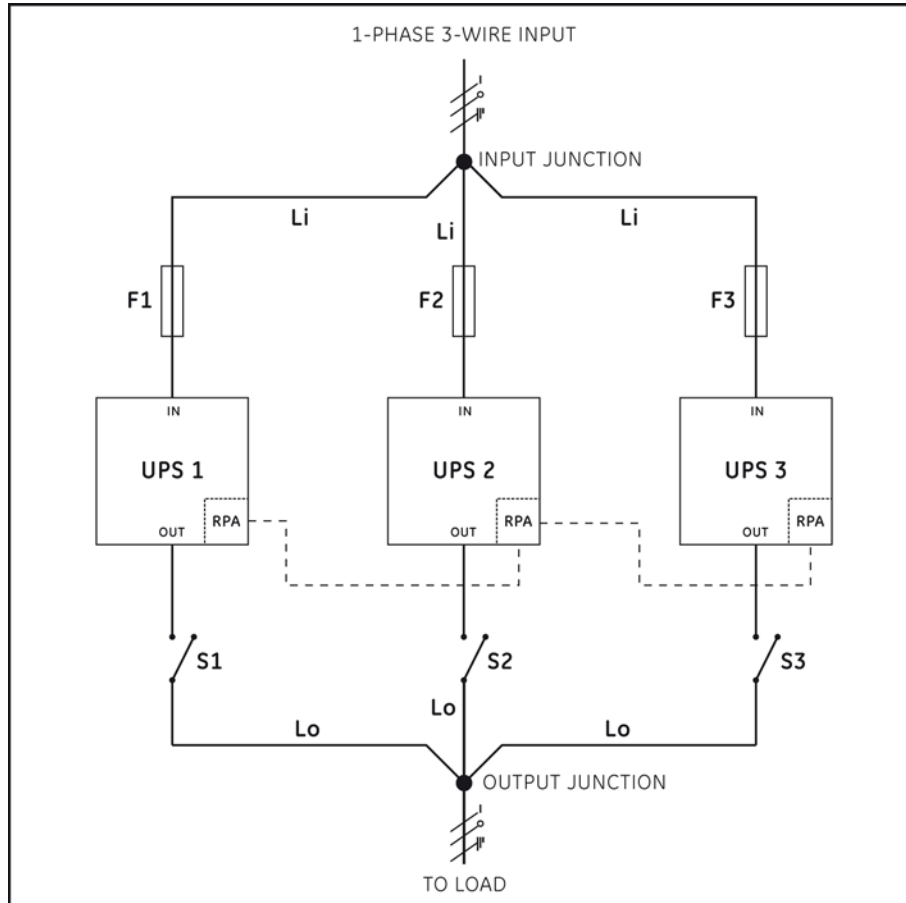 1-PHASE 3-WIRE INPUT
INPUT JUNCTION
Li
Li
Li
F1
F2
F3
IN
IN
IN
UPS 1
UPS 2
UPS 3
RPA
RPA
RPA
OUT
OUT
OUT
S1
S2
S3
Lo
Lo
Lo
OUTPUT JUNCTION
TO LOAD